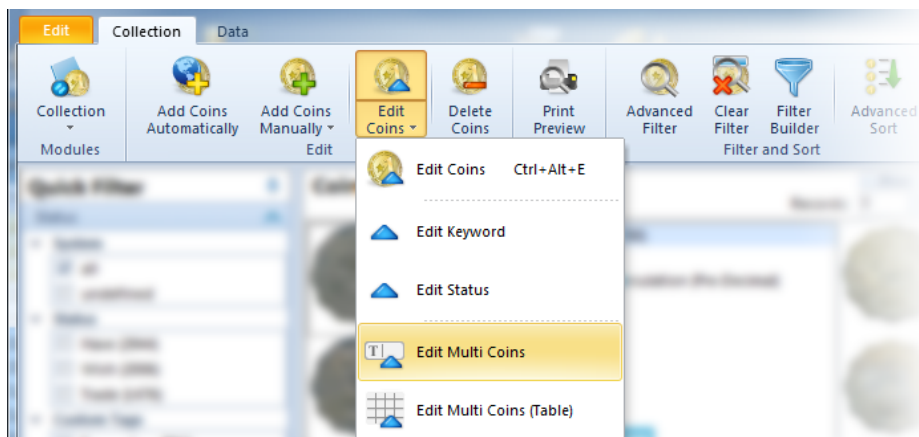 Edit Collection Data
Collection Add Coins Automatically Add Coins Manually Edit Coins Delete Coins Print Preview Advanced Filter Clear Filter Filter Builder Advanced Sort
Modules Edit Filter and Sort
Edit Coins Ctrl+Alt+E
Quick Filter
Edit Keyword
Edit Status
Edit Multi Coins
Edit Multi Coins (Table)